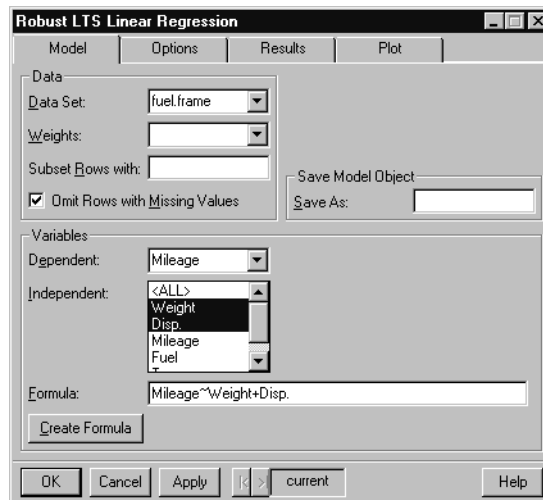 Robust LTS Linear Regression
Model Options Results Plot
Data
Data Set: fuel.frame
Weights:
Subset Rows with:
Omit Rows with Missing Values
Save Model Object
Save As:
Variables
Dependent: Mileage
Independent: <ALL>
Weight
Disp.
Mileage
Fuel
Formula: Mileage~Weight+Disp.
Create Formula
OK Cancel Apply current Help